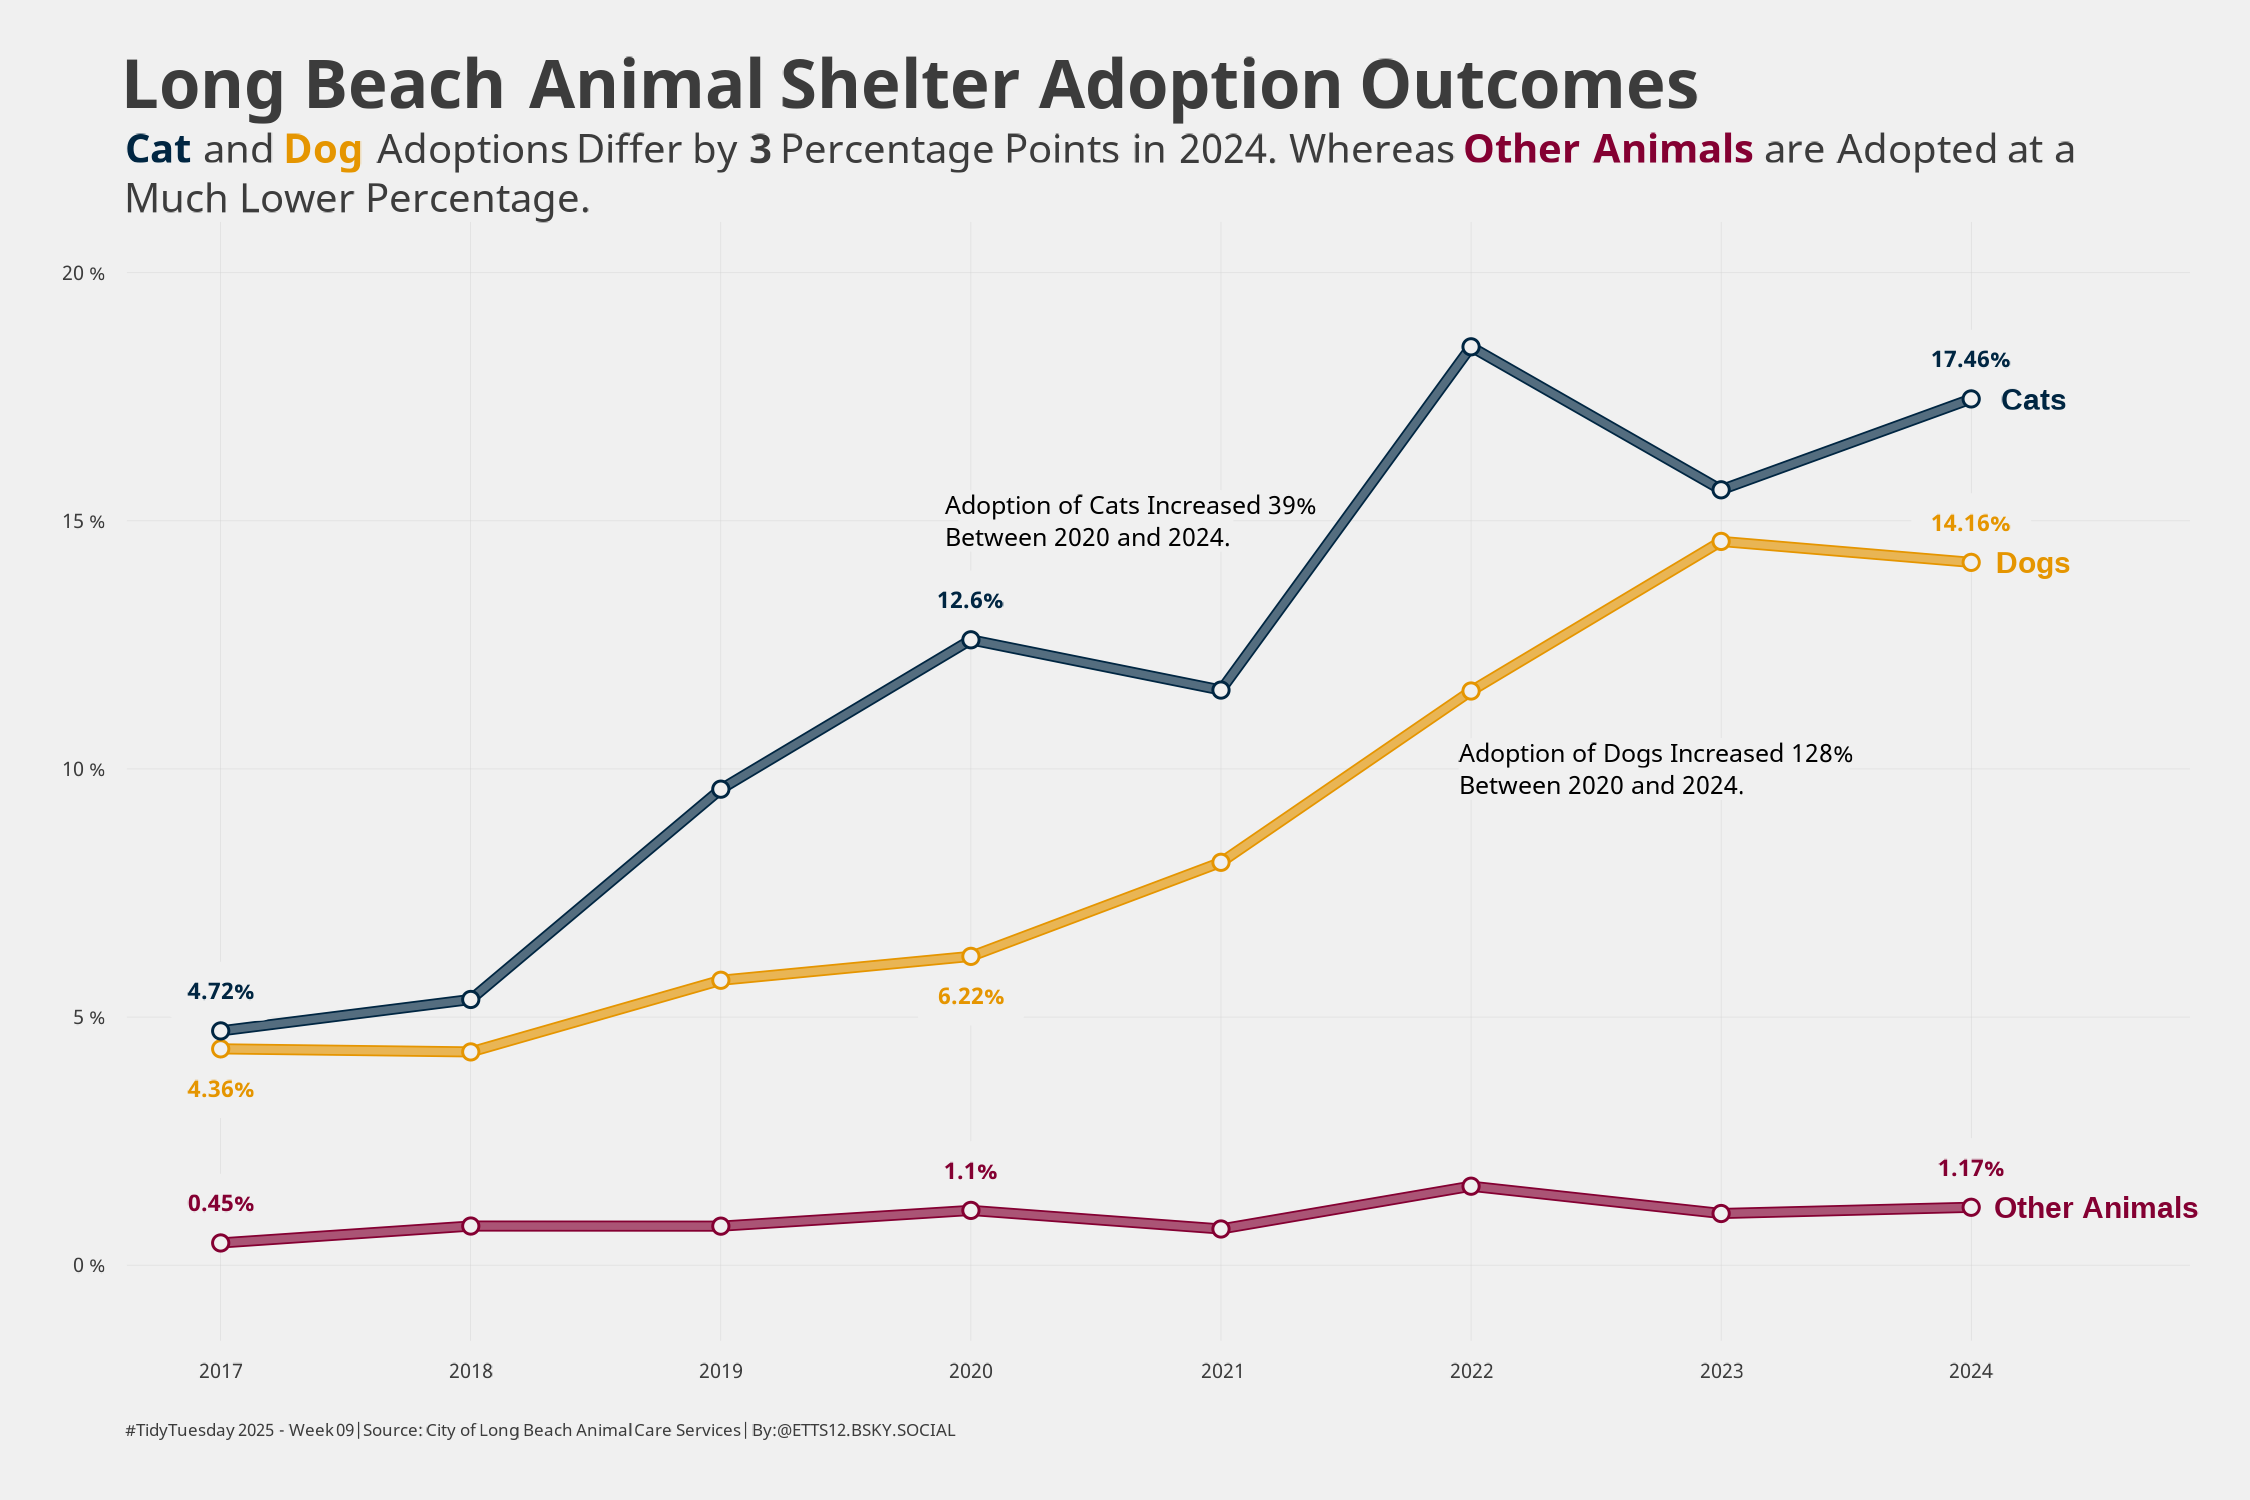 Long Beach Animal Shelter Adoption Outcomes
Cat and Dog Adoptions Differ by 3 Percentage Points in 2024. Whereas Other Animals are Adopted at a
Much Lower Percentage.
20 %
17.46%
Cats
Adoption of Cats Increased 39%
Between 2020 and 2024.
15 %
14.16%
Dogs
12.6%
Adoption of Dogs Increased 128%
Between 2020 and 2024.
10 %
4.72%
6.22%
5 %
4.36%
1.1%
1.17%
0.45%
Other Animals
0 %
2017 2018 2019 2020 2021 2022 2023 2024
#TidyTuesday 2025 - Week 09|Source: City of Long Beach Animal Care Services| By:@ETTS12.BSKY.SOCIAL